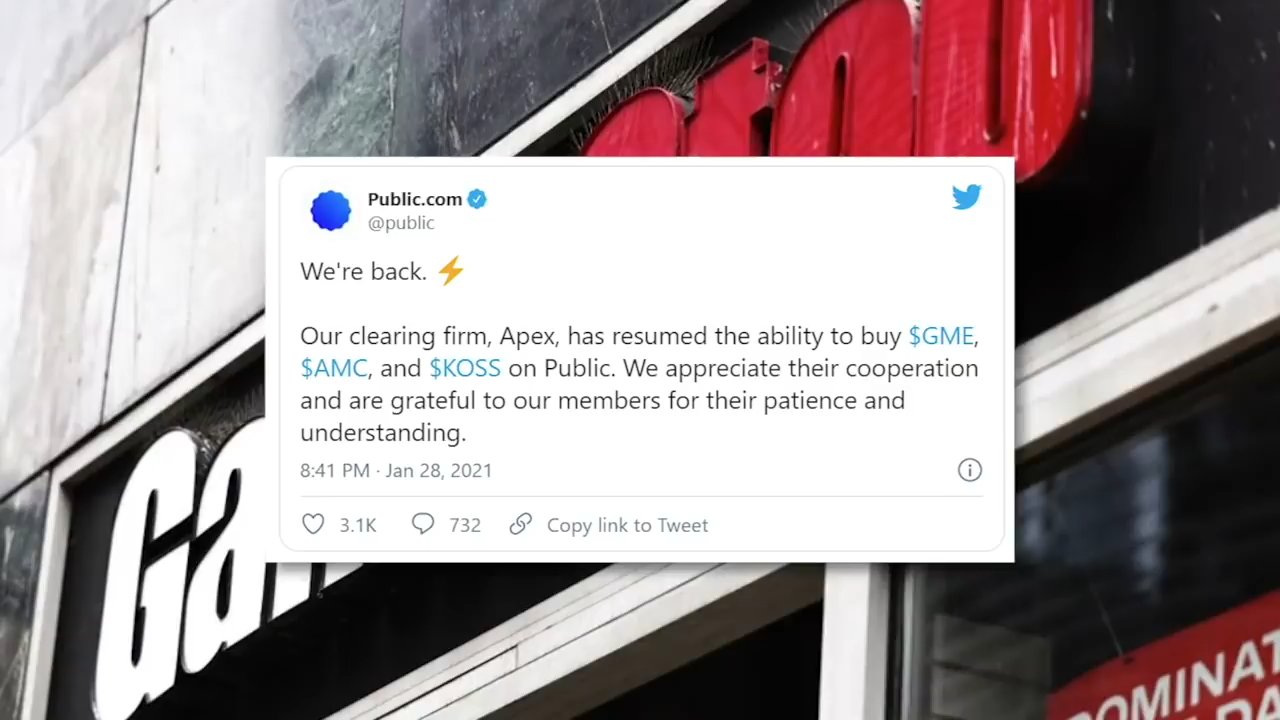 Public.com
@public
We're back. ⚡
Our clearing firm, Apex, has resumed the ability to buy $GME,
$AMC, and $KOSS on Public. We appreciate their cooperation
and are grateful to our members for their patience and
understanding.
8:41 PM · Jan 28, 2021
3.1K 732 Copy link to Tweet
Ga